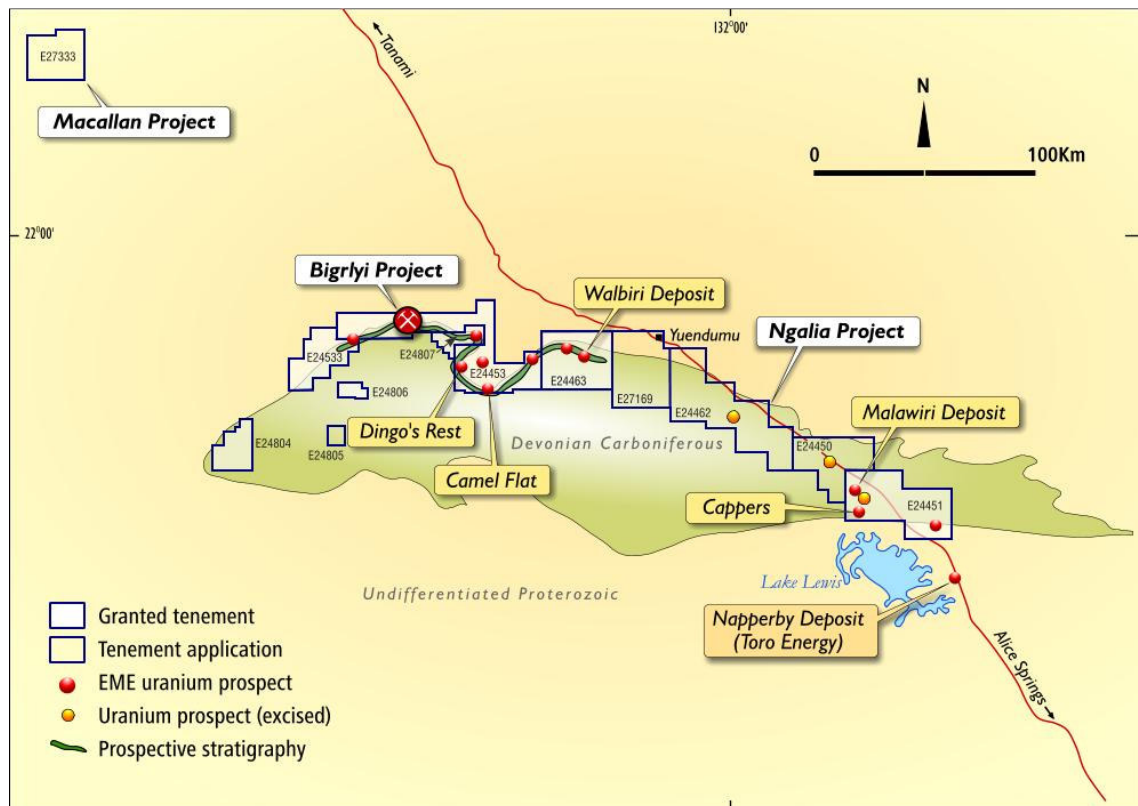 132°00'
E27333
Macallan Project
Tanami
N
0 100Km
22°00'
Bigrlyi Project
Walbiri Deposit
Yuendumu
Ngalia Project
E24807
E24533
E24453
E24463
E24806
E27169
E24462
Malawiri Deposit
Dingo's Rest
E24804
E24805
Devonian Carboniferous
E24450
Camel Flat
Cappers
E24451
Lake Lewis
Undifferentiated Proterozoic
Napperby Deposit
(Toro Energy)
Alice Springs
Granted tenement
Tenement application
EME uranium prospect
Uranium prospect (excised)
Prospective stratigraphy